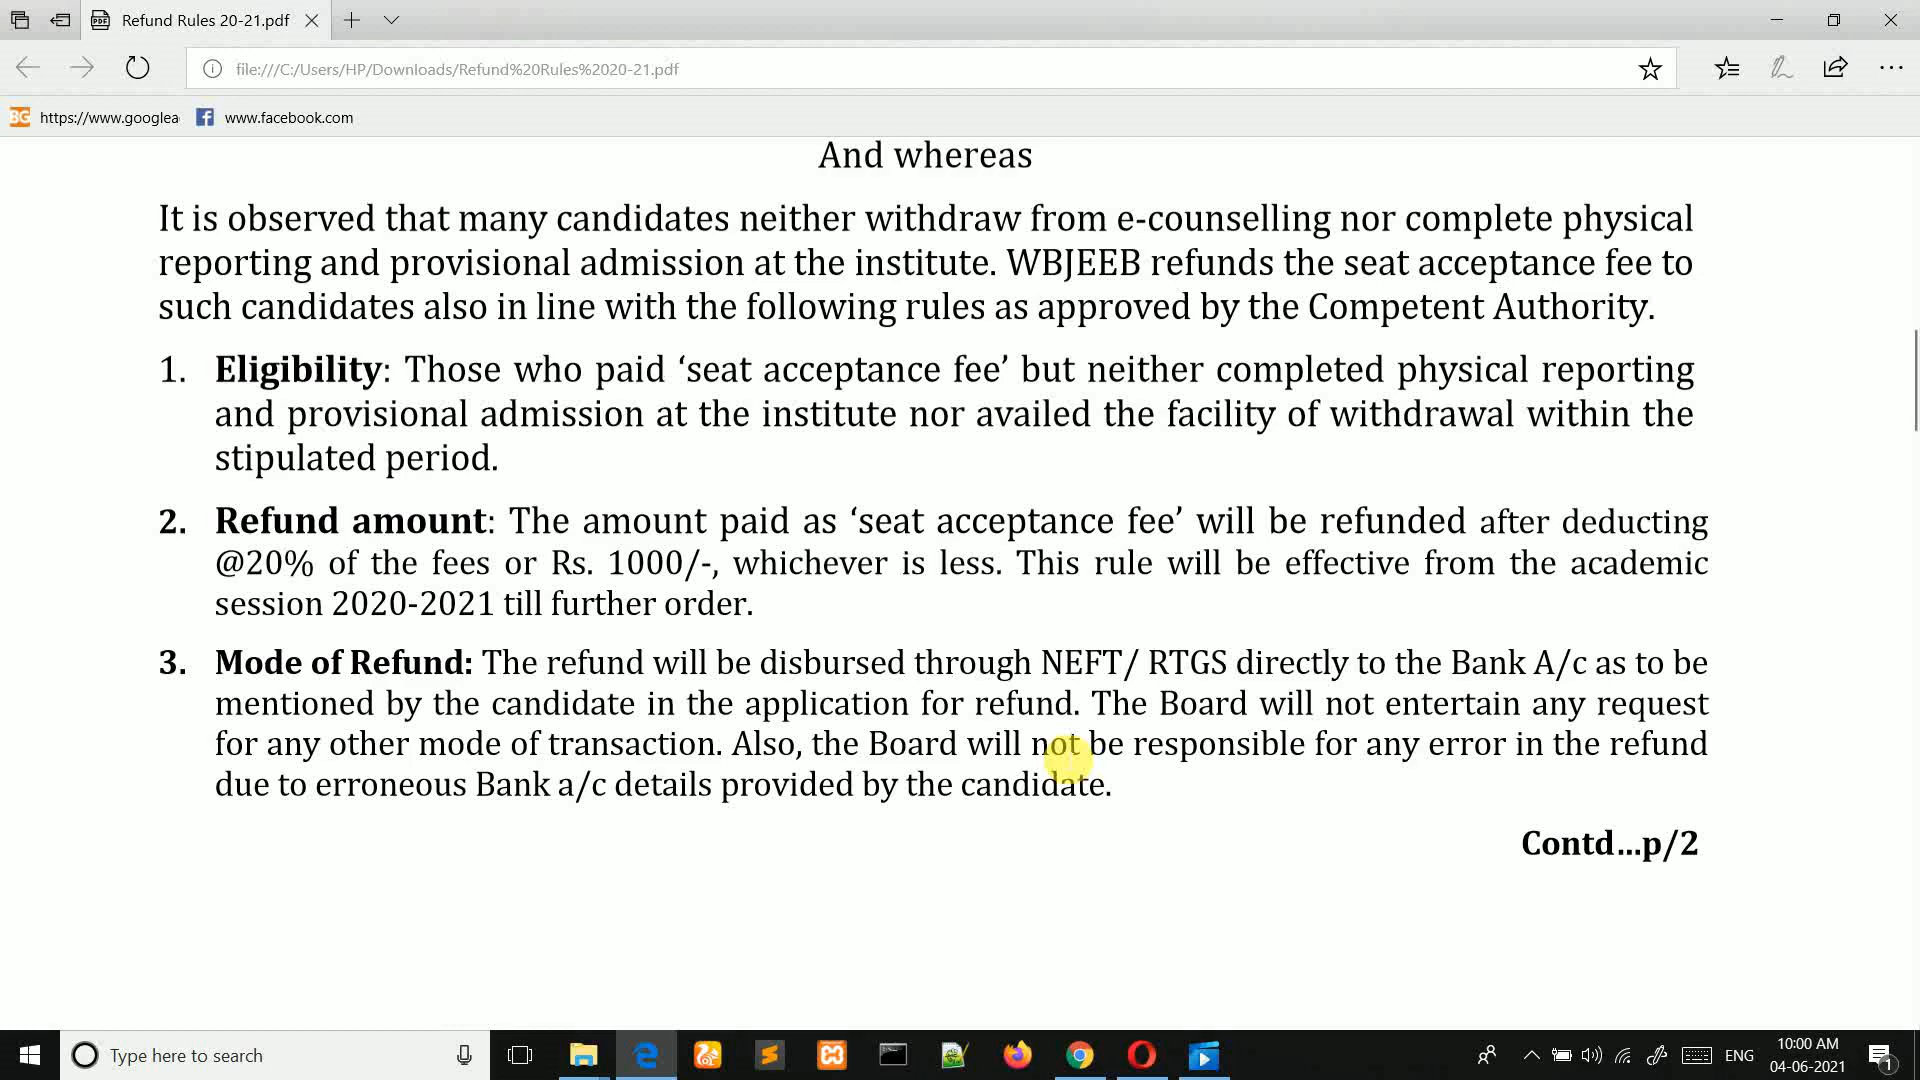 Refund Rules 20-21.pdf
file:///C:/Users/HP/Downloads/Refund%20Rules%2020-21.pdf
BG https://www.googlea f www.facebook.com
And whereas
It is observed that many candidates neither withdraw from e-counselling nor complete physical
reporting and provisional admission at the institute. WBJEEB refunds the seat acceptance fee to
such candidates also in line with the following rules as approved by the Competent Authority.
1. Eligibility: Those who paid ‘seat acceptance fee’ but neither completed physical reporting
and provisional admission at the institute nor availed the facility of withdrawal within the
stipulated period.
2. Refund amount: The amount paid as ‘seat acceptance fee’ will be refunded after deducting
@20% of the fees or Rs. 1000/-, whichever is less. This rule will be effective from the academic
session 2020-2021 till further order.
3. Mode of Refund: The refund will be disbursed through NEFT/ RTGS directly to the Bank A/c as to be
mentioned by the candidate in the application for refund. The Board will not entertain any request
for any other mode of transaction. Also, the Board will not be responsible for any error in the refund
due to erroneous Bank a/c details provided by the candidate.
Contd...p/2
Type here to search
ENG
10:00 AM
04-06-2021
1